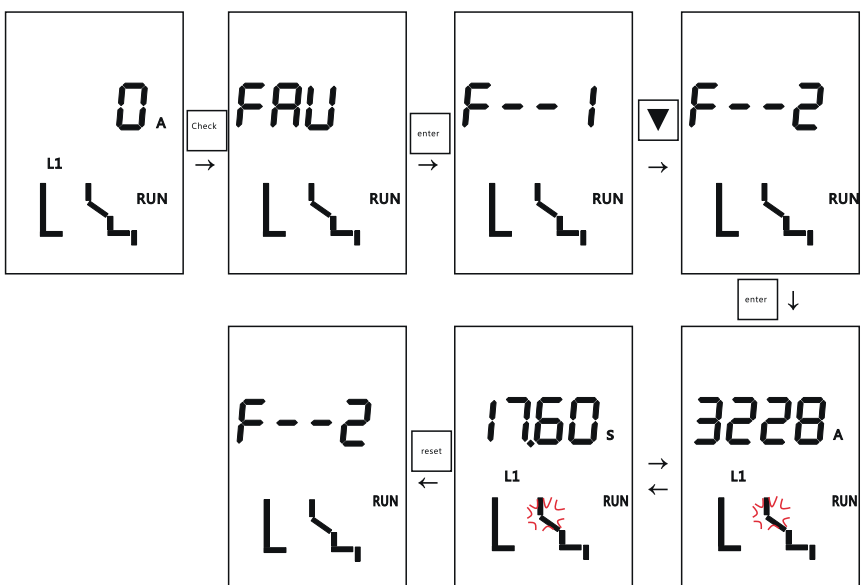 0 A
L1
RUN
Check
→
FAU
RUN
enter
→
F--1
RUN
▼
→
F--2
RUN
enter ↓
3228 A
L1
RUN
→
←
17.60 S
L1
RUN
reset
←
F--2
RUN